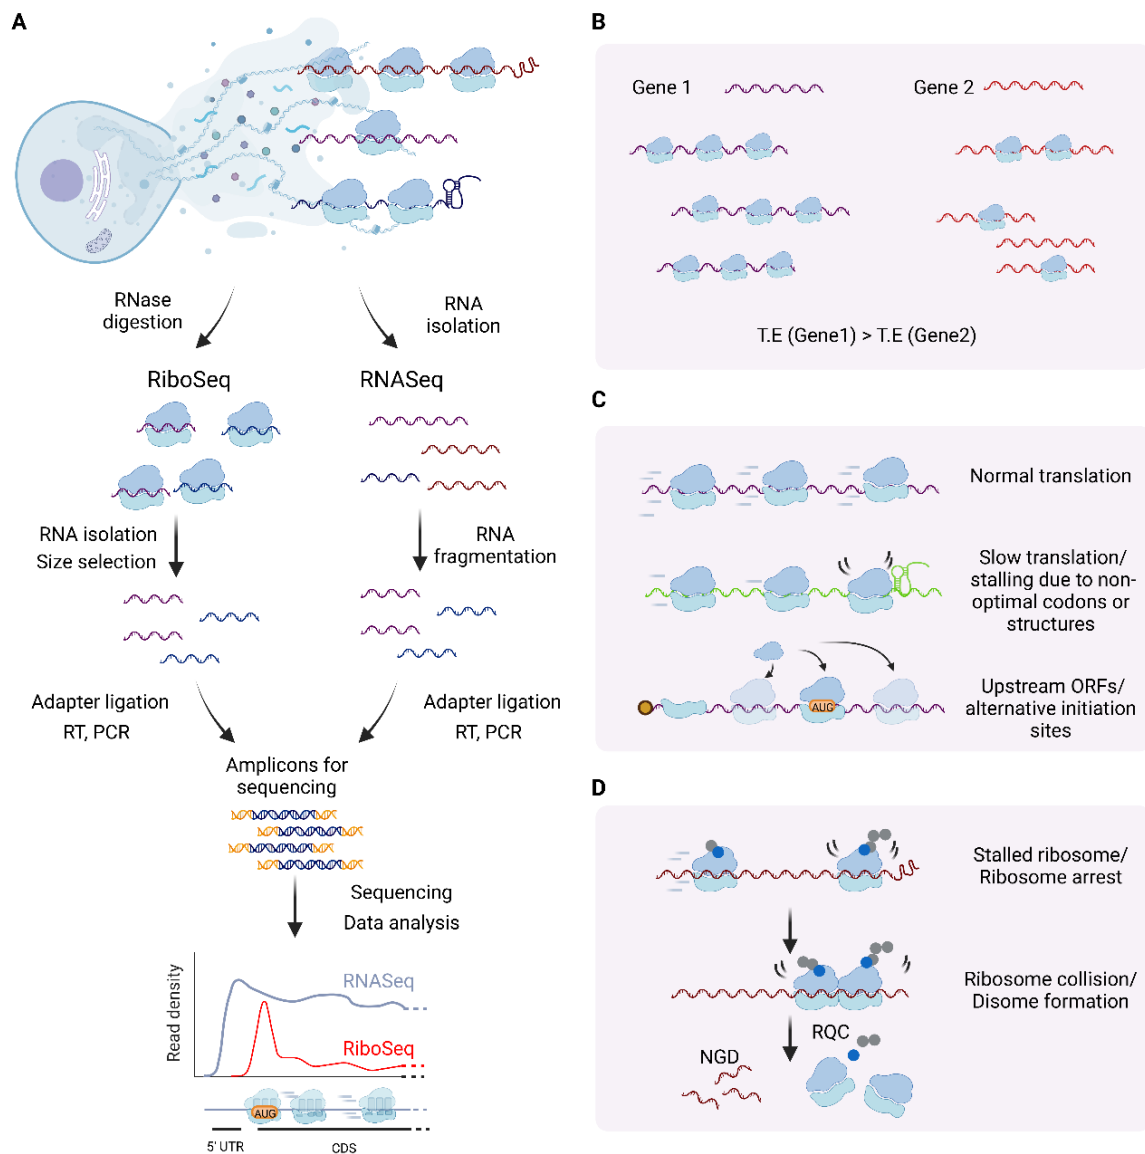 A
RNase
digestion
RNA
isolation
RiboSeq
RNASeq
RNA isolation
Size selection
RNA
fragmentation
Adapter ligation
RT, PCR
Adapter ligation
RT, PCR
Amplicons for
sequencing
Sequencing
Data analysis
Read density
RNASeq
RiboSeq
AUG
5' UTR
CDS
B
Gene 1
Gene 2
T.E (Gene1) > T.E (Gene2)
C
Normal translation
Slow translation/
stalling due to non-
optimal codons or
structures
AUG
Upstream ORFs/
alternative initiation
sites
D
Stalled ribosome/
Ribosome arrest
Ribosome collision/
Disome formation
RQC
NGD